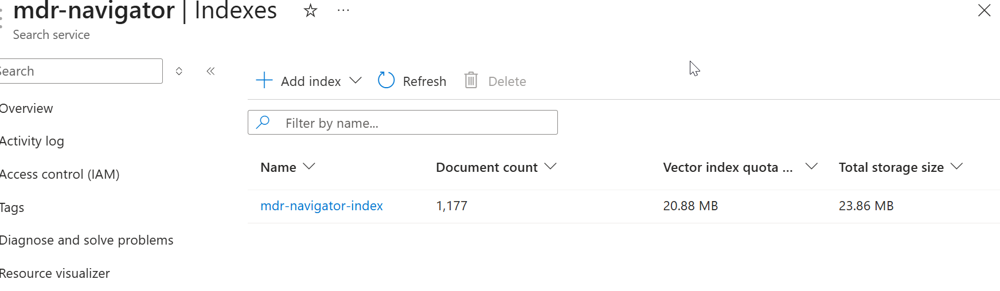 mdr-navigator | Indexes
Search service
Search
Add index
Refresh
Delete
Overview
Filter by name...
Activity log
Name
Document count
Vector index quota ...
Total storage size
Access control (IAM)
mdr-navigator-index
1,177
20.88 MB
23.86 MB
Tags
Diagnose and solve problems
Resource visualizer